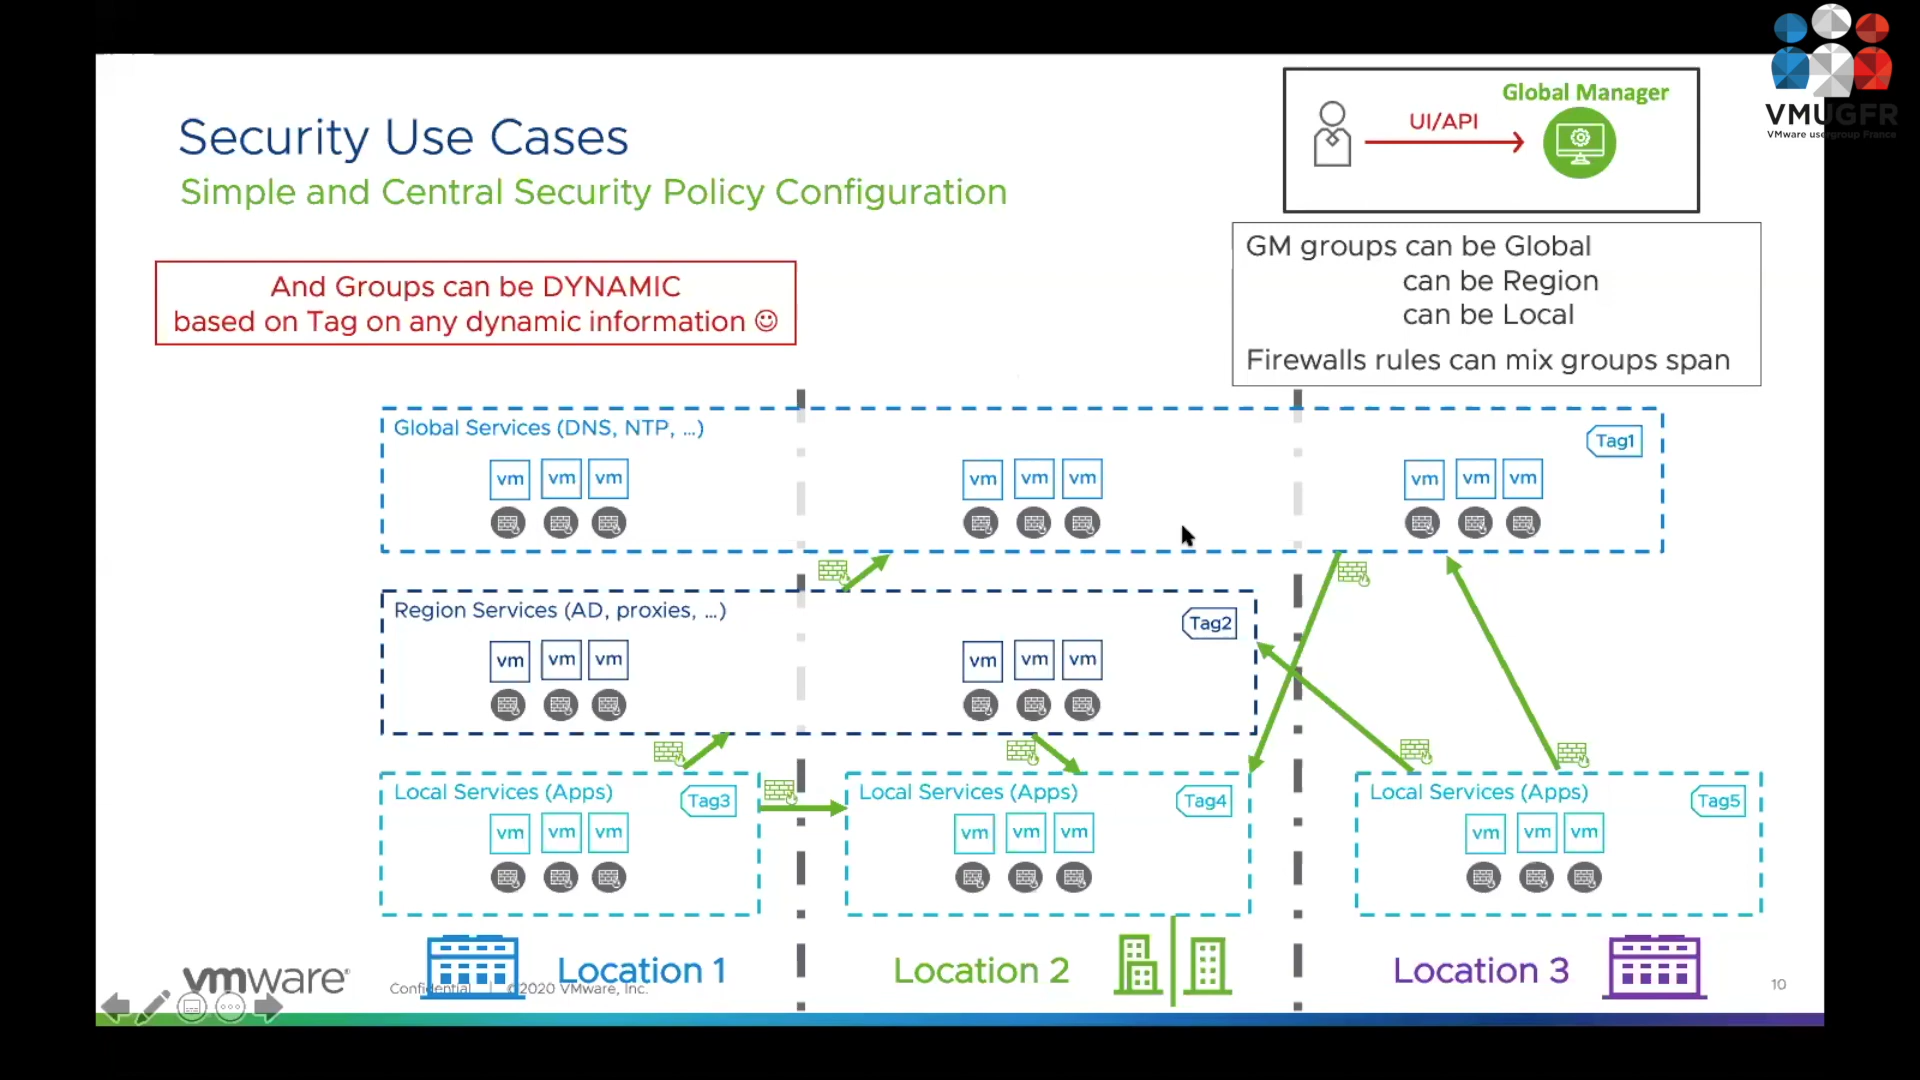 VMUGFR
VMware usergroup France
Security Use Cases
Simple and Central Security Policy Configuration
Global Manager
UI/API
GM groups can be Global
can be Region
can be Local
Firewalls rules can mix groups span
And Groups can be DYNAMIC
based on Tag on any dynamic information ☺
Global Services (DNS, NTP, ...)
Tag1
vm vm vm vm vm vm vm vm vm
Region Services (AD, proxies, ...)
Tag2
vm vm vm vm vm vm
Local Services (Apps) Tag3
vm vm vm
Local Services (Apps) Tag4
vm vm vm
Local Services (Apps) Tag5
vm vm vm
Location 1
Location 2
Location 3
vmware
Confidential | ©2020 VMware, Inc.
10